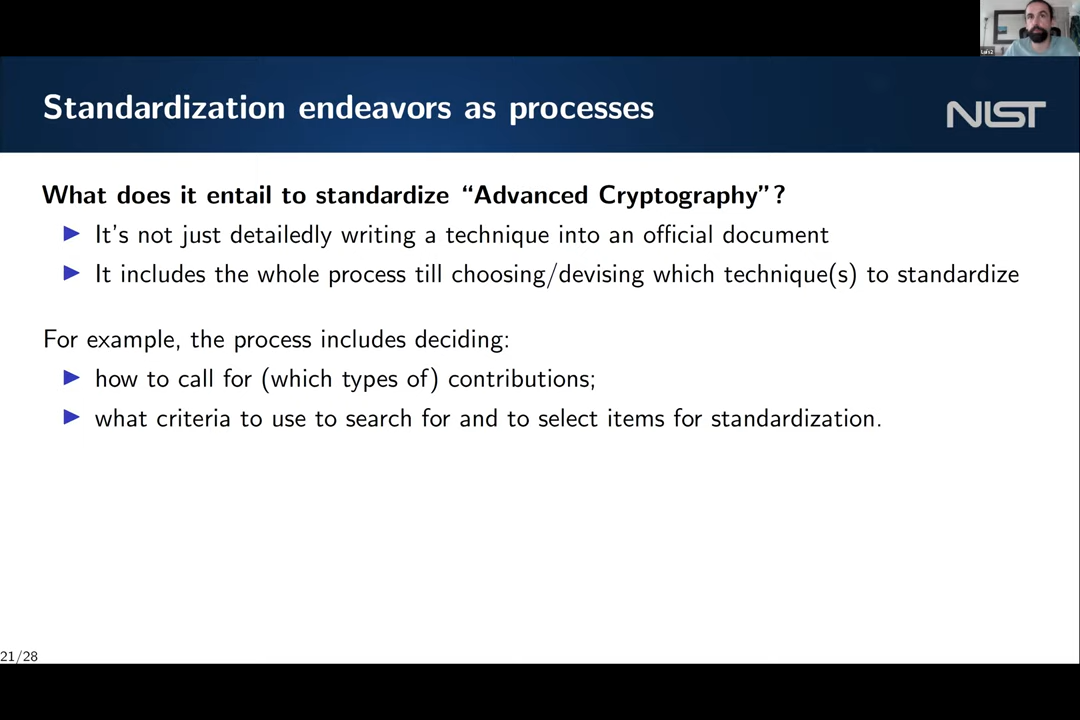 Standardization endeavors as processes
NIST
What does it entail to standardize “Advanced Cryptography”?
▶ It’s not just detailedly writing a technique into an official document
▶ It includes the whole process till choosing/devising which technique(s) to standardize
For example, the process includes deciding:
▶ how to call for (which types of) contributions;
▶ what criteria to use to search for and to select items for standardization.
21/28